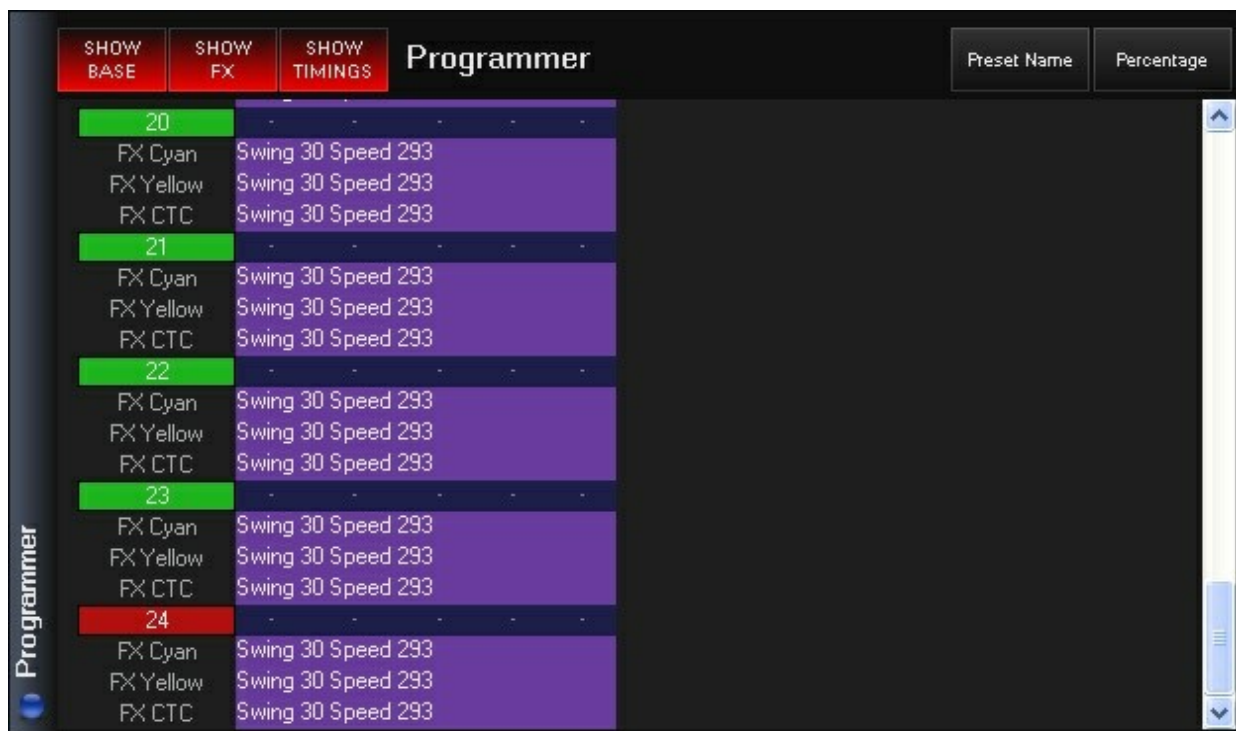 SHOW BASE SHOW FX SHOW TIMINGS Programmer Preset Name Percentage
20 - - - - -
FX Cyan Swing 30 Speed 293
FX Yellow Swing 30 Speed 293
FX CTC Swing 30 Speed 293
21 - - - - -
FX Cyan Swing 30 Speed 293
FX Yellow Swing 30 Speed 293
FX CTC Swing 30 Speed 293
22 - - - - -
FX Cyan Swing 30 Speed 293
FX Yellow Swing 30 Speed 293
FX CTC Swing 30 Speed 293
23 - - - - -
FX Cyan Swing 30 Speed 293
FX Yellow Swing 30 Speed 293
FX CTC Swing 30 Speed 293
24 - - - - -
FX Cyan Swing 30 Speed 293
FX Yellow Swing 30 Speed 293
FX CTC Swing 30 Speed 293
Programmer